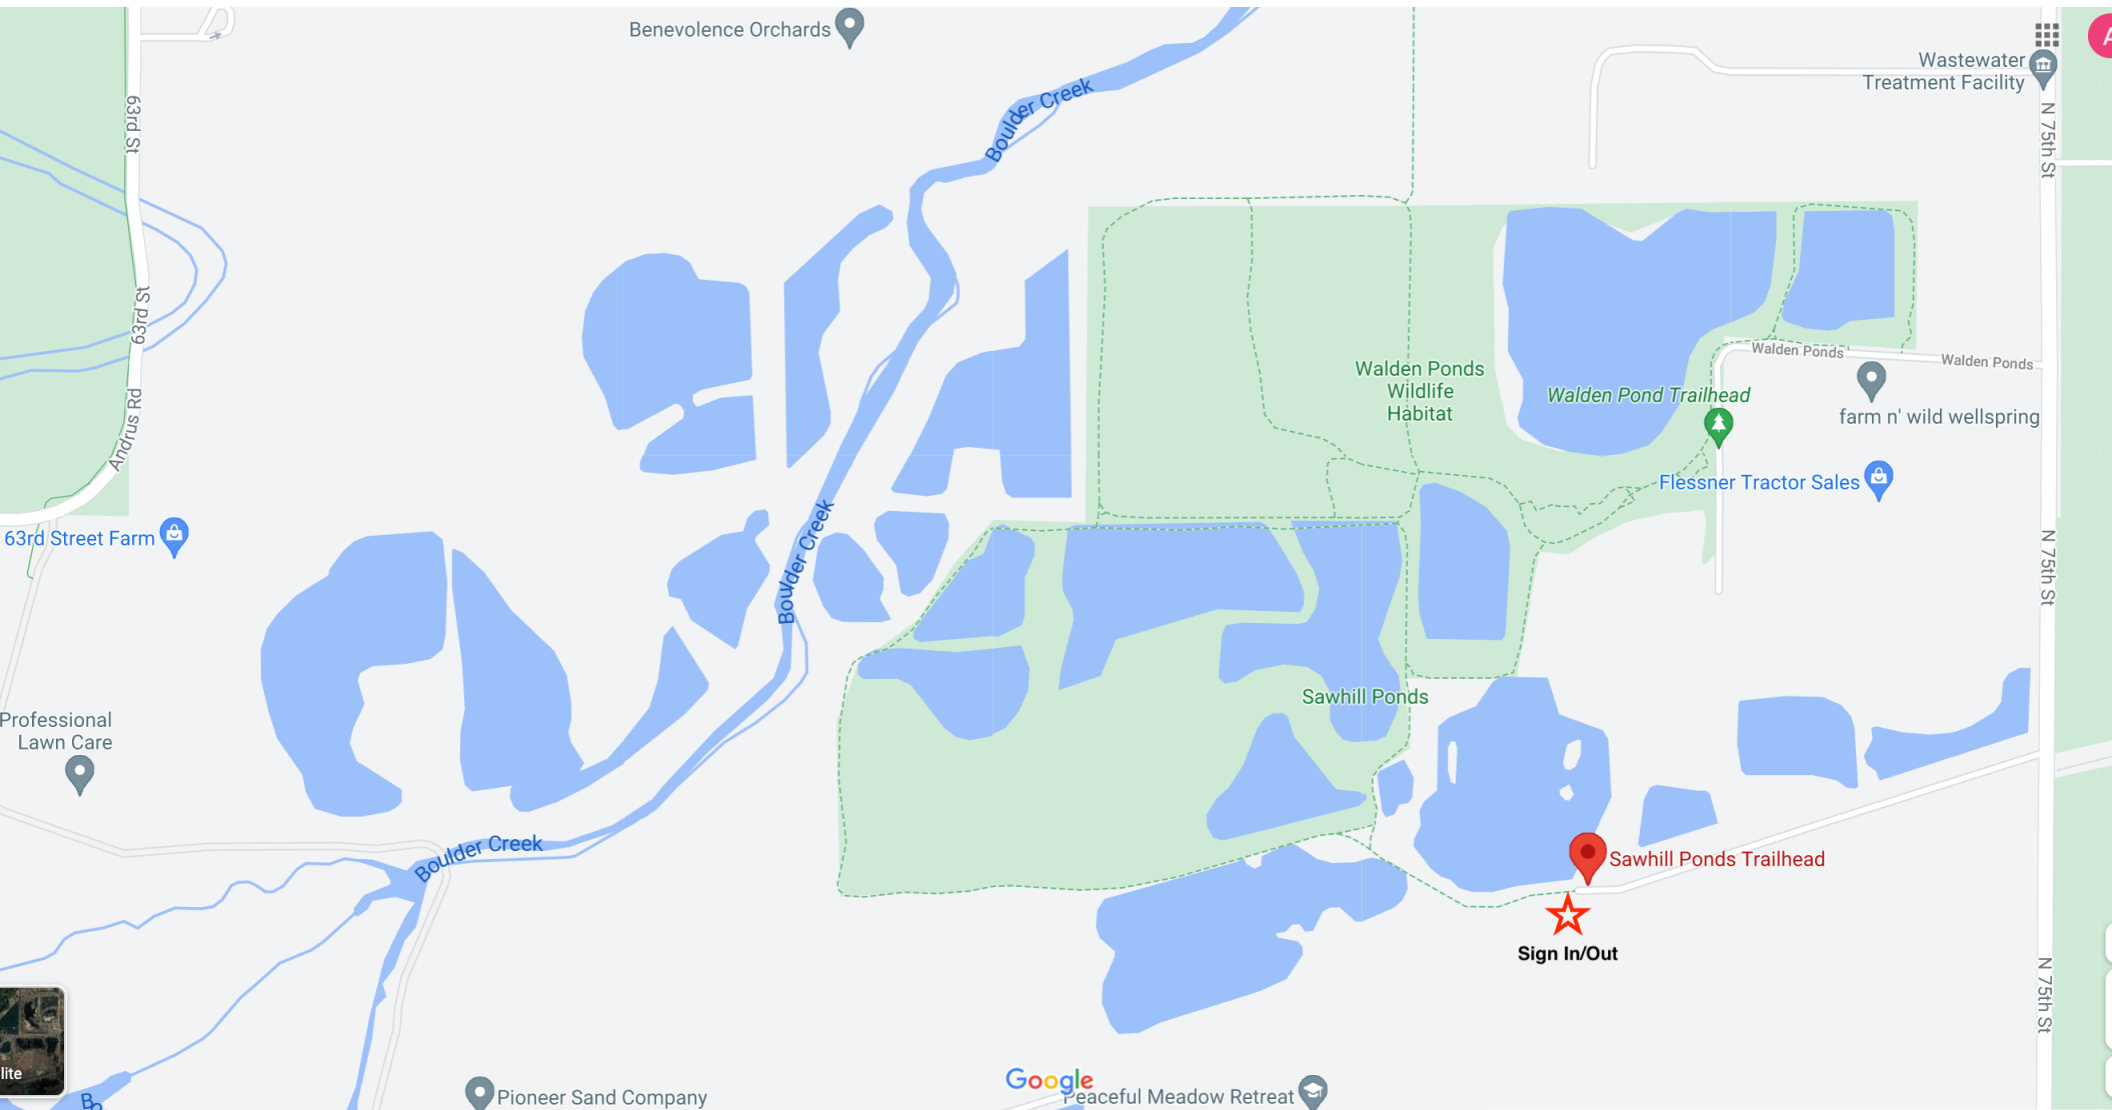 Benevolence Orchards
Wastewater
Treatment Facility
A
63rd St
Boulder Creek
N 75th St
63rd St
Walden Ponds
Walden Ponds
Walden Ponds
Wildlife
Habitat
Walden Pond Trailhead
farm n' wild wellspring
Andrus Rd
Flessner Tractor Sales
63rd Street Farm
Boulder Creek
N 75th St
Sawhill Ponds
Professional
Lawn Care
Boulder Creek
Sawhill Ponds Trailhead
Sign In/Out
N 75th St
lite
Google
Pioneer Sand Company
Peaceful Meadow Retreat